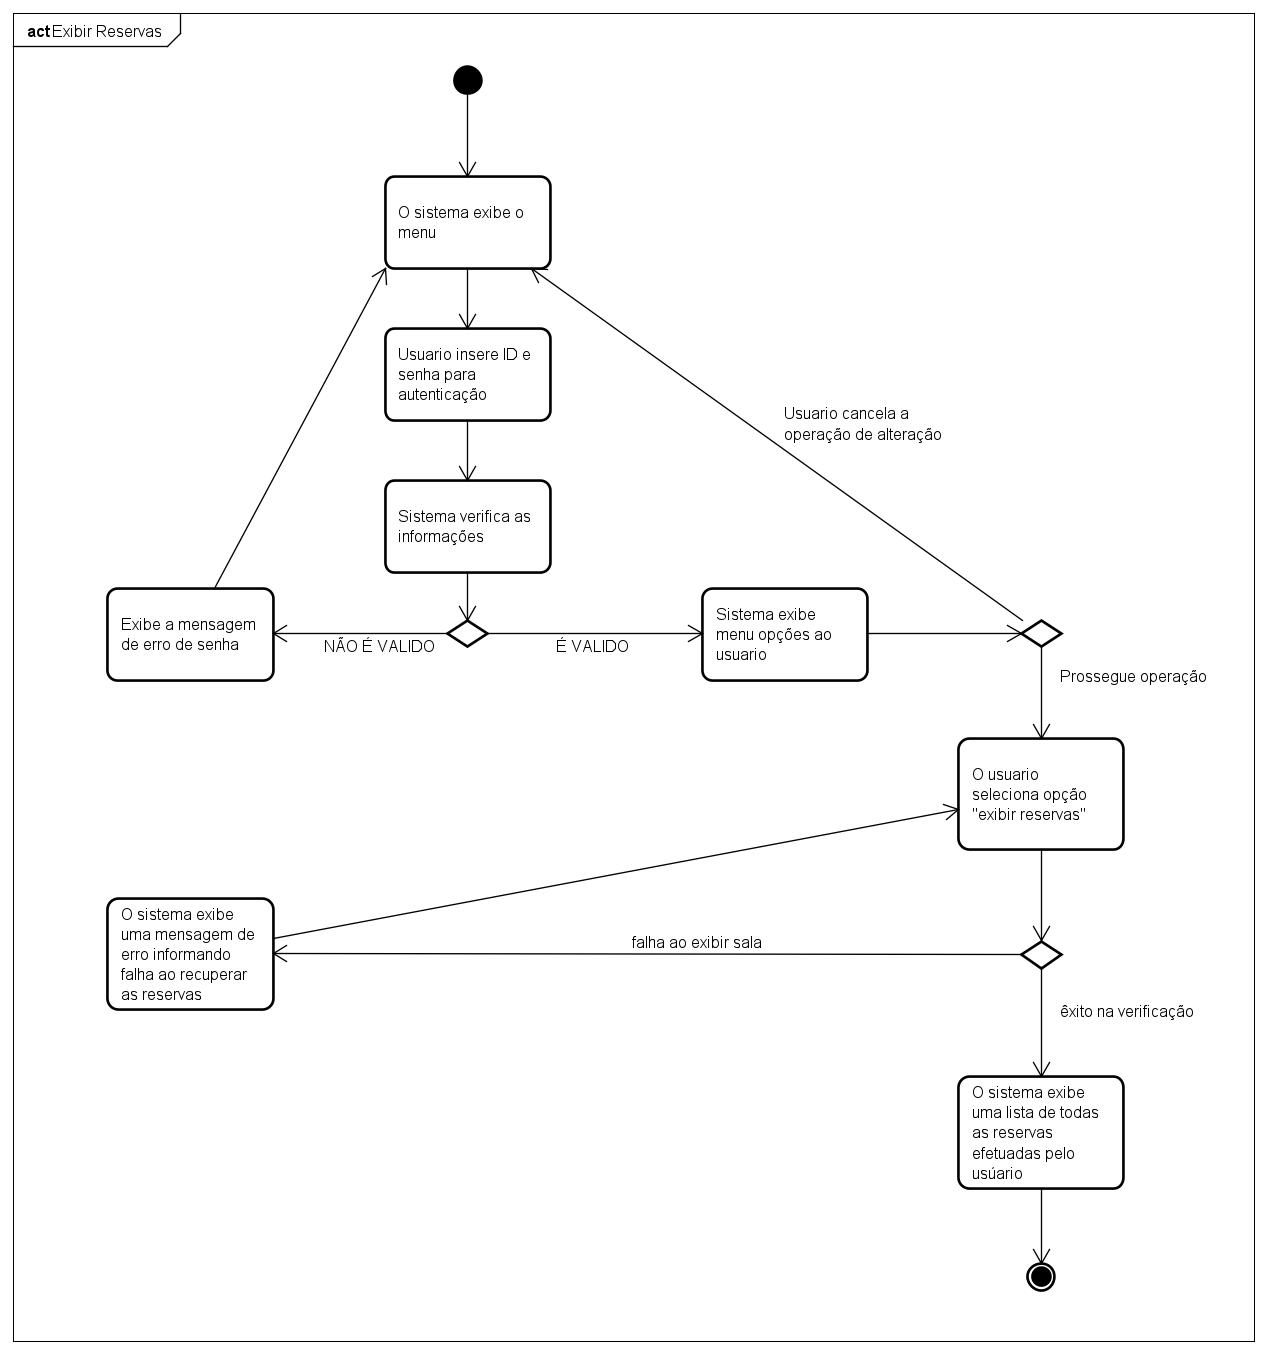 act Exibir Reservas
O sistema exibe o
menu
Usuario insere ID e
senha para
autenticação
Usuario cancela a
operação de alteração
Sistema verifica as
informações
Exibe a mensagem
de erro de senha
NÃO É VALIDO
É VALIDO
Sistema exibe
menu opções ao
usuario
Prossegue operação
O usuario
seleciona opção
"exibir reservas"
O sistema exibe
uma mensagem de
erro informando
falha ao recuperar
as reservas
falha ao exibir sala
êxito na verificação
O sistema exibe
uma lista de todas
as reservas
efetuadas pelo
usúario